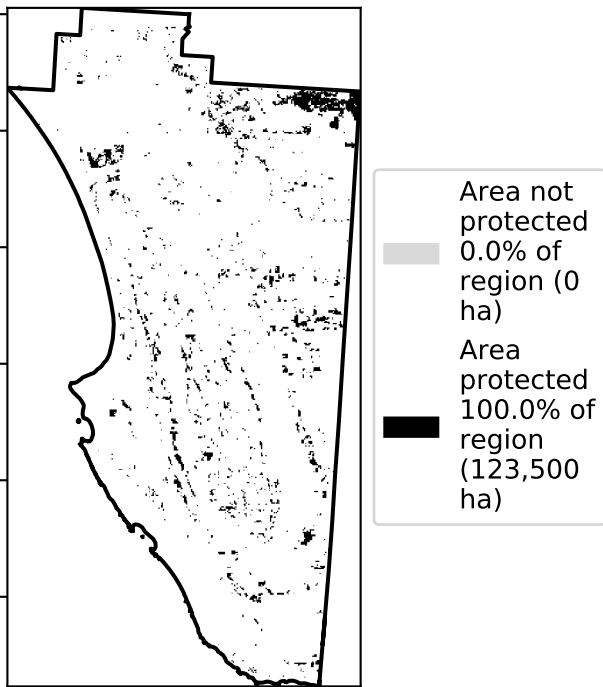 Area not
protected
0.0% of
region (0
ha)
Area
protected
100.0% of
region
(123,500
ha)